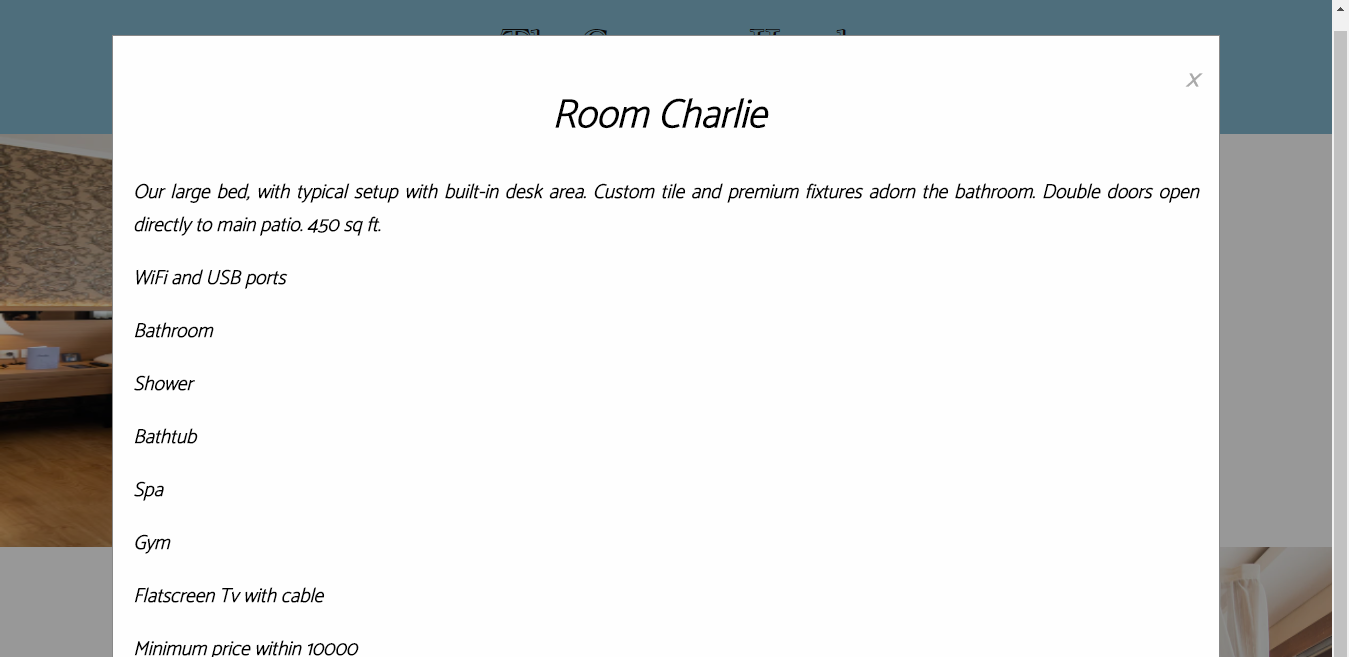 x
Room Charlie
Our large bed, with typical setup with built-in desk area. Custom tile and premium fixtures adorn the bathroom. Double doors open
directly to main patio. 450 sq ft.
WiFi and USB ports
Bathroom
Shower
Bathtub
Spa
Gym
Flatscreen Tv with cable
Minimum price within 10000